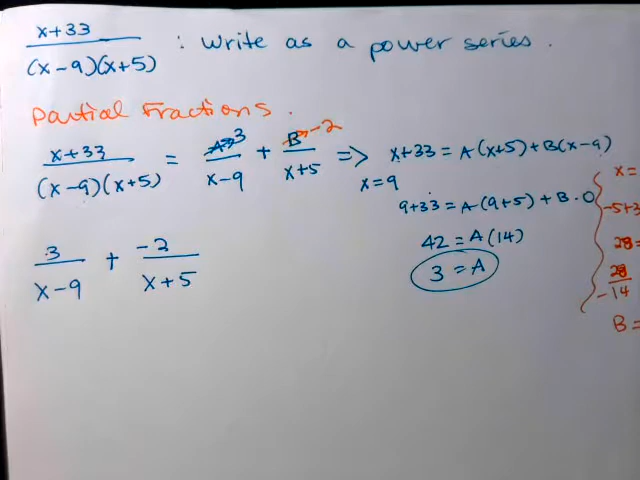 x+33 / (x-9)(x+5) : Write as a power series.
Partial Fractions.
x+33 / (x-9)(x+5) = A 3 / x-9 + B -2 / x+5 => x+33 = A(x+5)+B(x-9)
x=9
9+33 = A(9+5)+B·0
42 = A(14)
3 = A
x=
-5+3
28=
28 / -14
B=
3 / x-9 + -2 / x+5